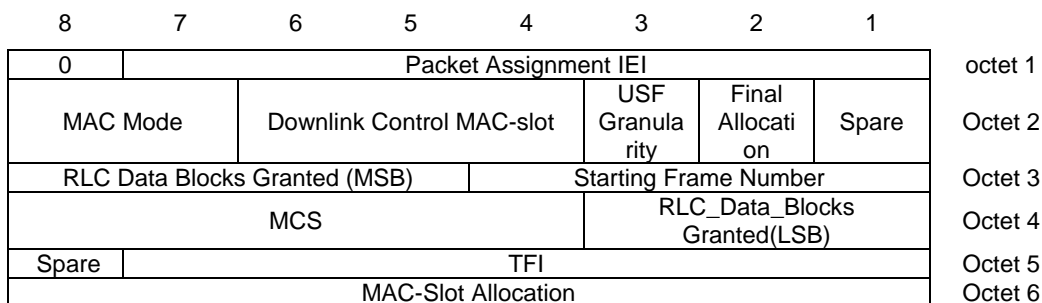 8 7 6 5 4 3 2 1
0 Packet Assignment IEI octet 1
MAC Mode Downlink Control MAC-slot USF Granula rity Final Allocati on Spare Octet 2
RLC Data Blocks Granted (MSB) Starting Frame Number Octet 3
MCS RLC_Data_Blocks Granted(LSB) Octet 4
Spare TFI Octet 5
MAC-Slot Allocation Octet 6